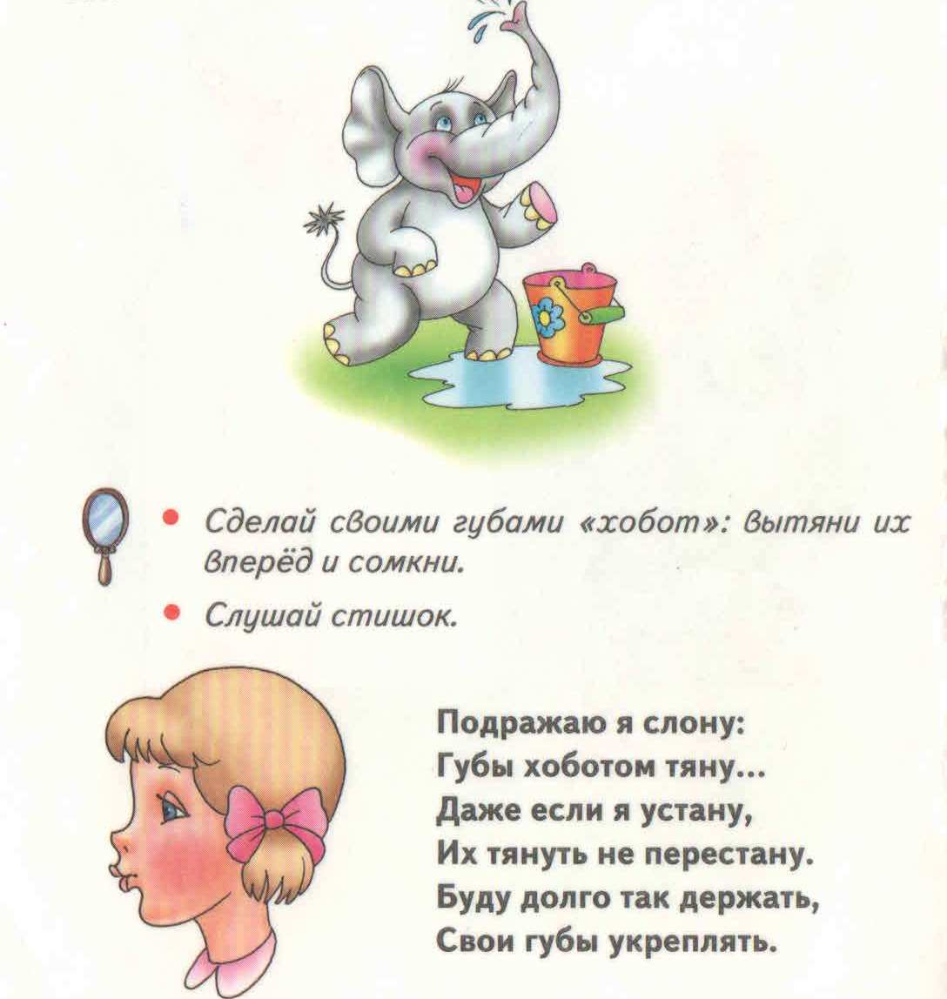 Сделай своими губами «хобот»: вытяни их
вперёд и сомкни.
Слушай стишок.
Подражаю я слону:
Губы хоботом тяну...
Даже если я устану,
Их тянуть не перестану.
Буду долго так держать,
Свои губы укреплять.